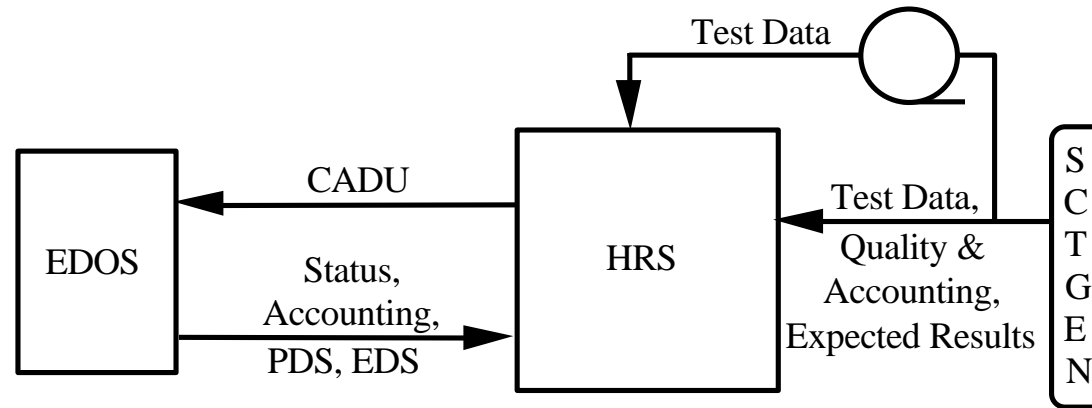 Test Data
CADU
EDOS
Status,
Accounting,
PDS, EDS
HRS
Test Data,
Quality &
Accounting,
Expected Results
S
C
T
G
E
N